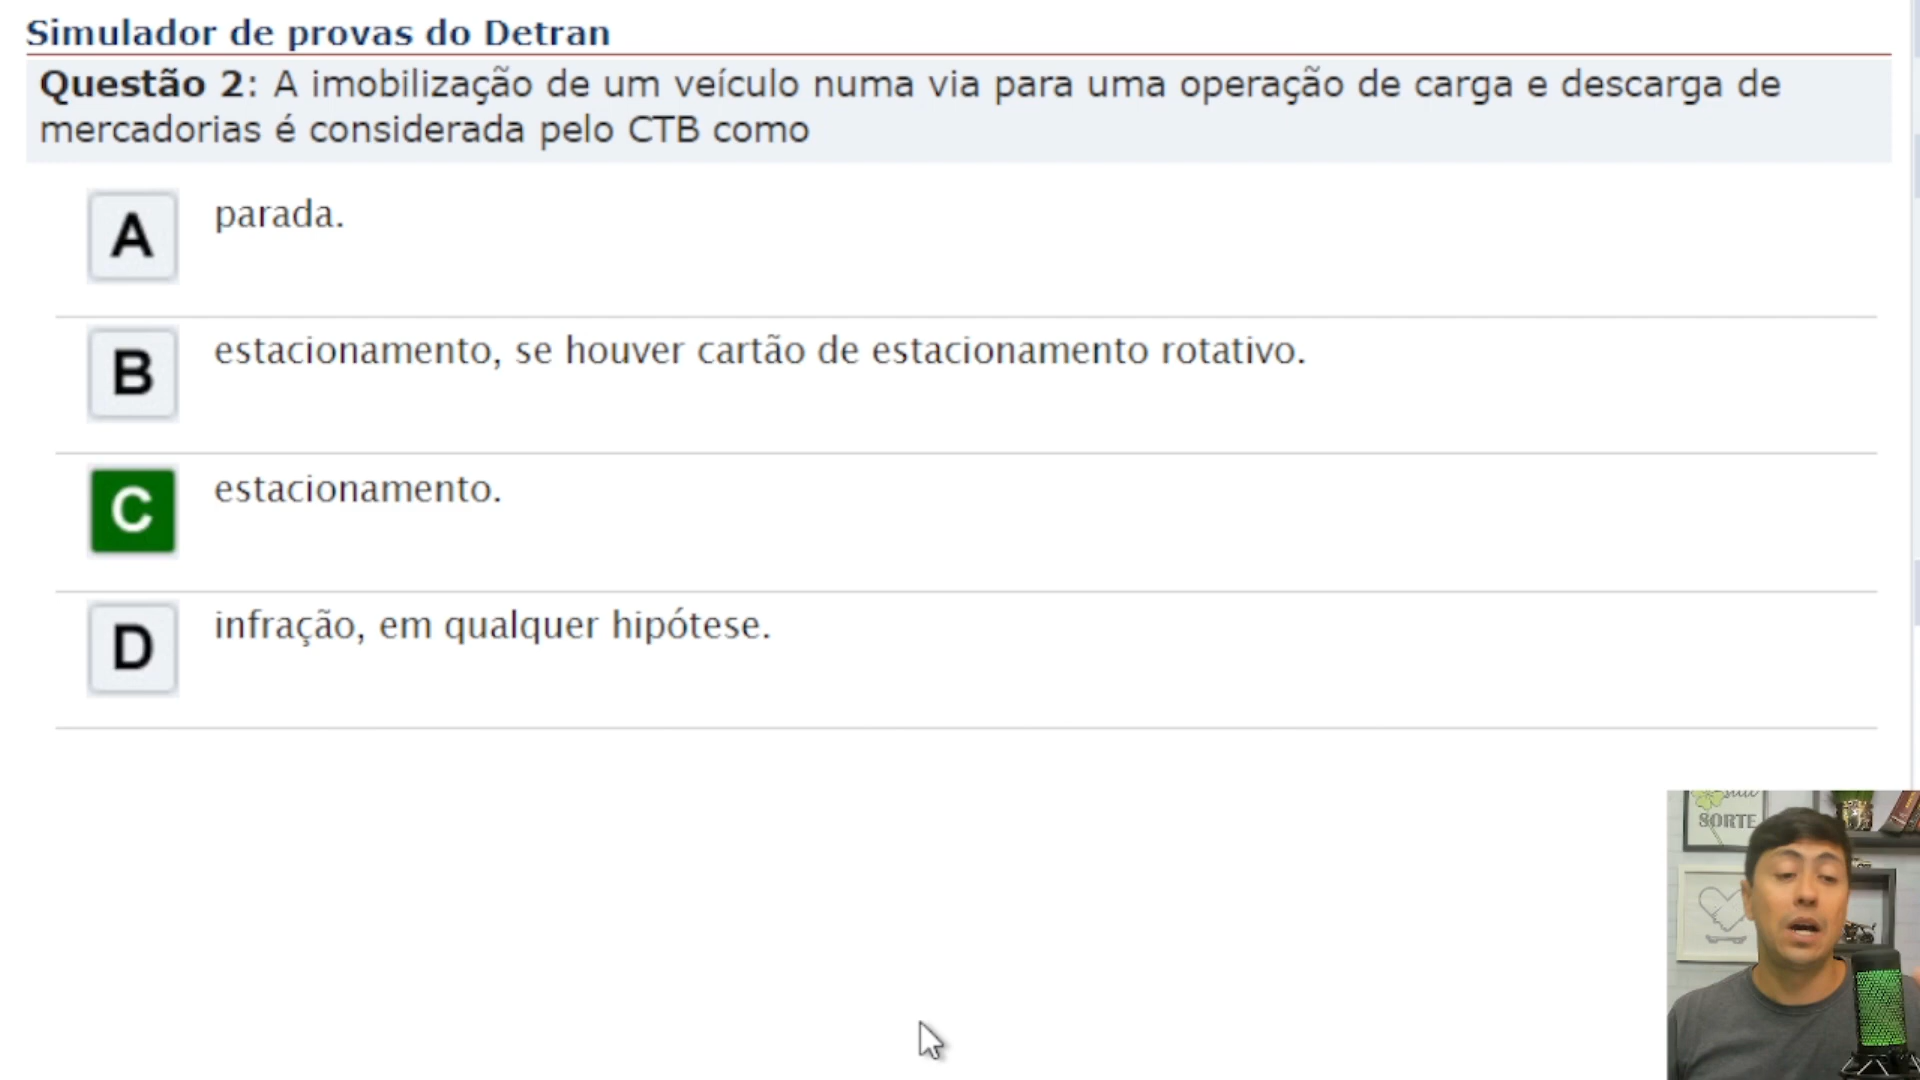 Simulador de provas do Detran
Questão 2: A imobilização de um veículo numa via para uma operação de carga e descarga de
mercadorias é considerada pelo CTB como
A parada.
B estacionamento, se houver cartão de estacionamento rotativo.
C estacionamento.
D infração, em qualquer hipótese.
SORTE